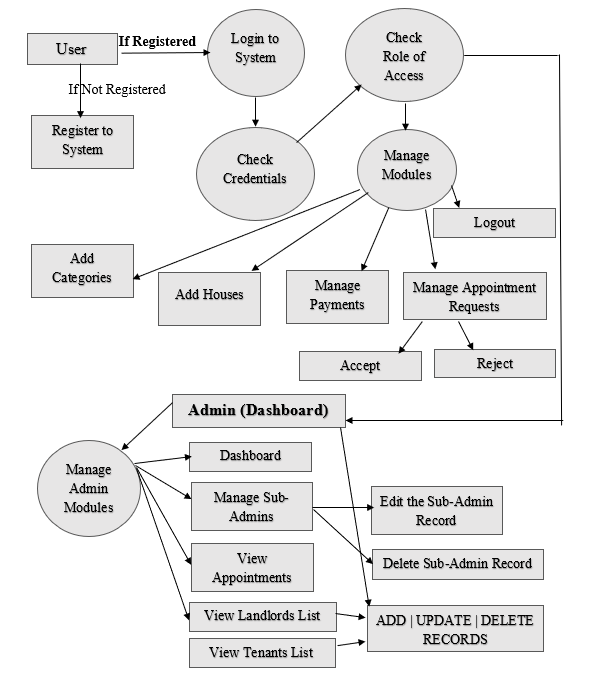 User
If Registered
Login to
System
Check
Role of
Access
If Not Registered
Register to
System
Check
Credentials
Manage
Modules
Logout
Add
Categories
Add Houses
Manage
Payments
Manage Appointment
Requests
Accept
Reject
Admin (Dashboard)
Manage
Admin
Modules
Dashboard
Manage Sub-
Admins
Edit the Sub-Admin
Record
View
Appointments
Delete Sub-Admin Record
View Landlords List
ADD | UPDATE | DELETE
RECORDS
View Tenants List